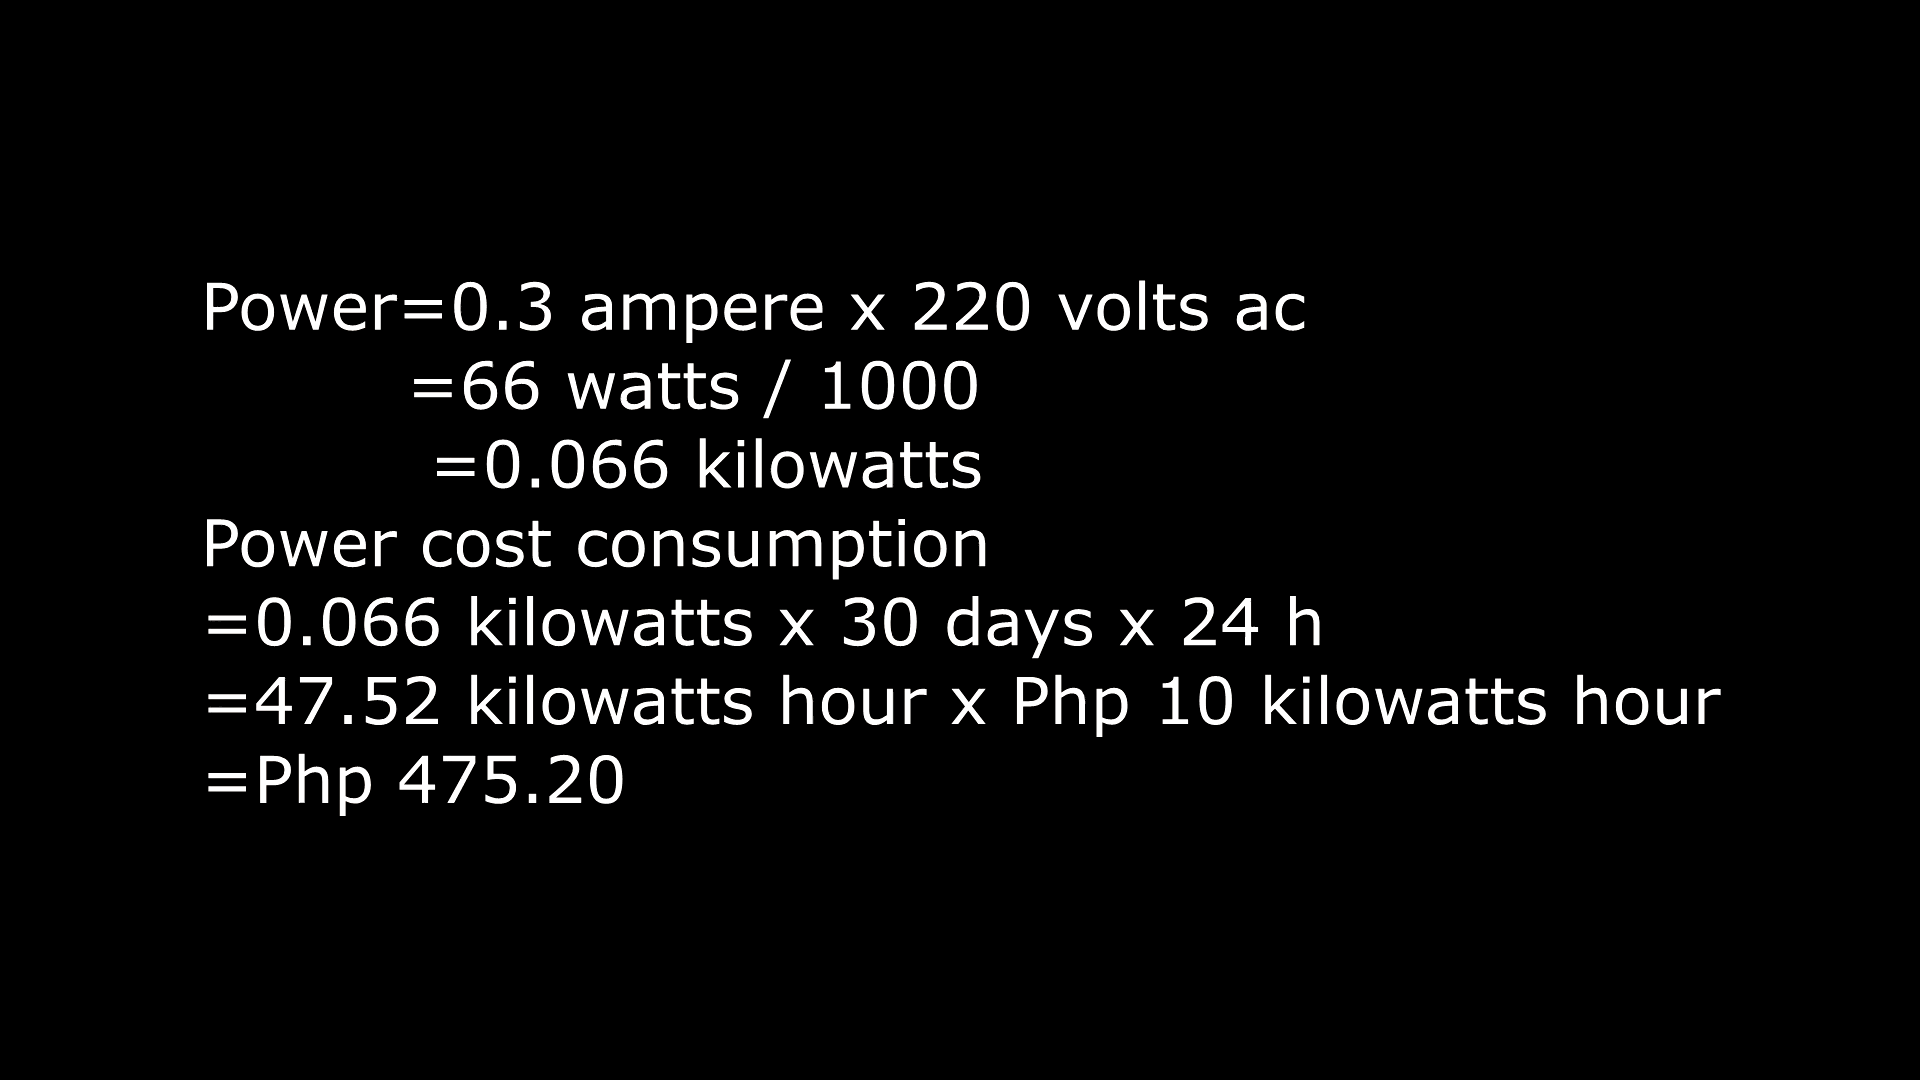 Power=0.3 ampere x 220 volts ac
=66 watts / 1000
=0.066 kilowatts
Power cost consumption
=0.066 kilowatts x 30 days x 24 h
=47.52 kilowatts hour x Php 10 kilowatts hour
=Php 475.20